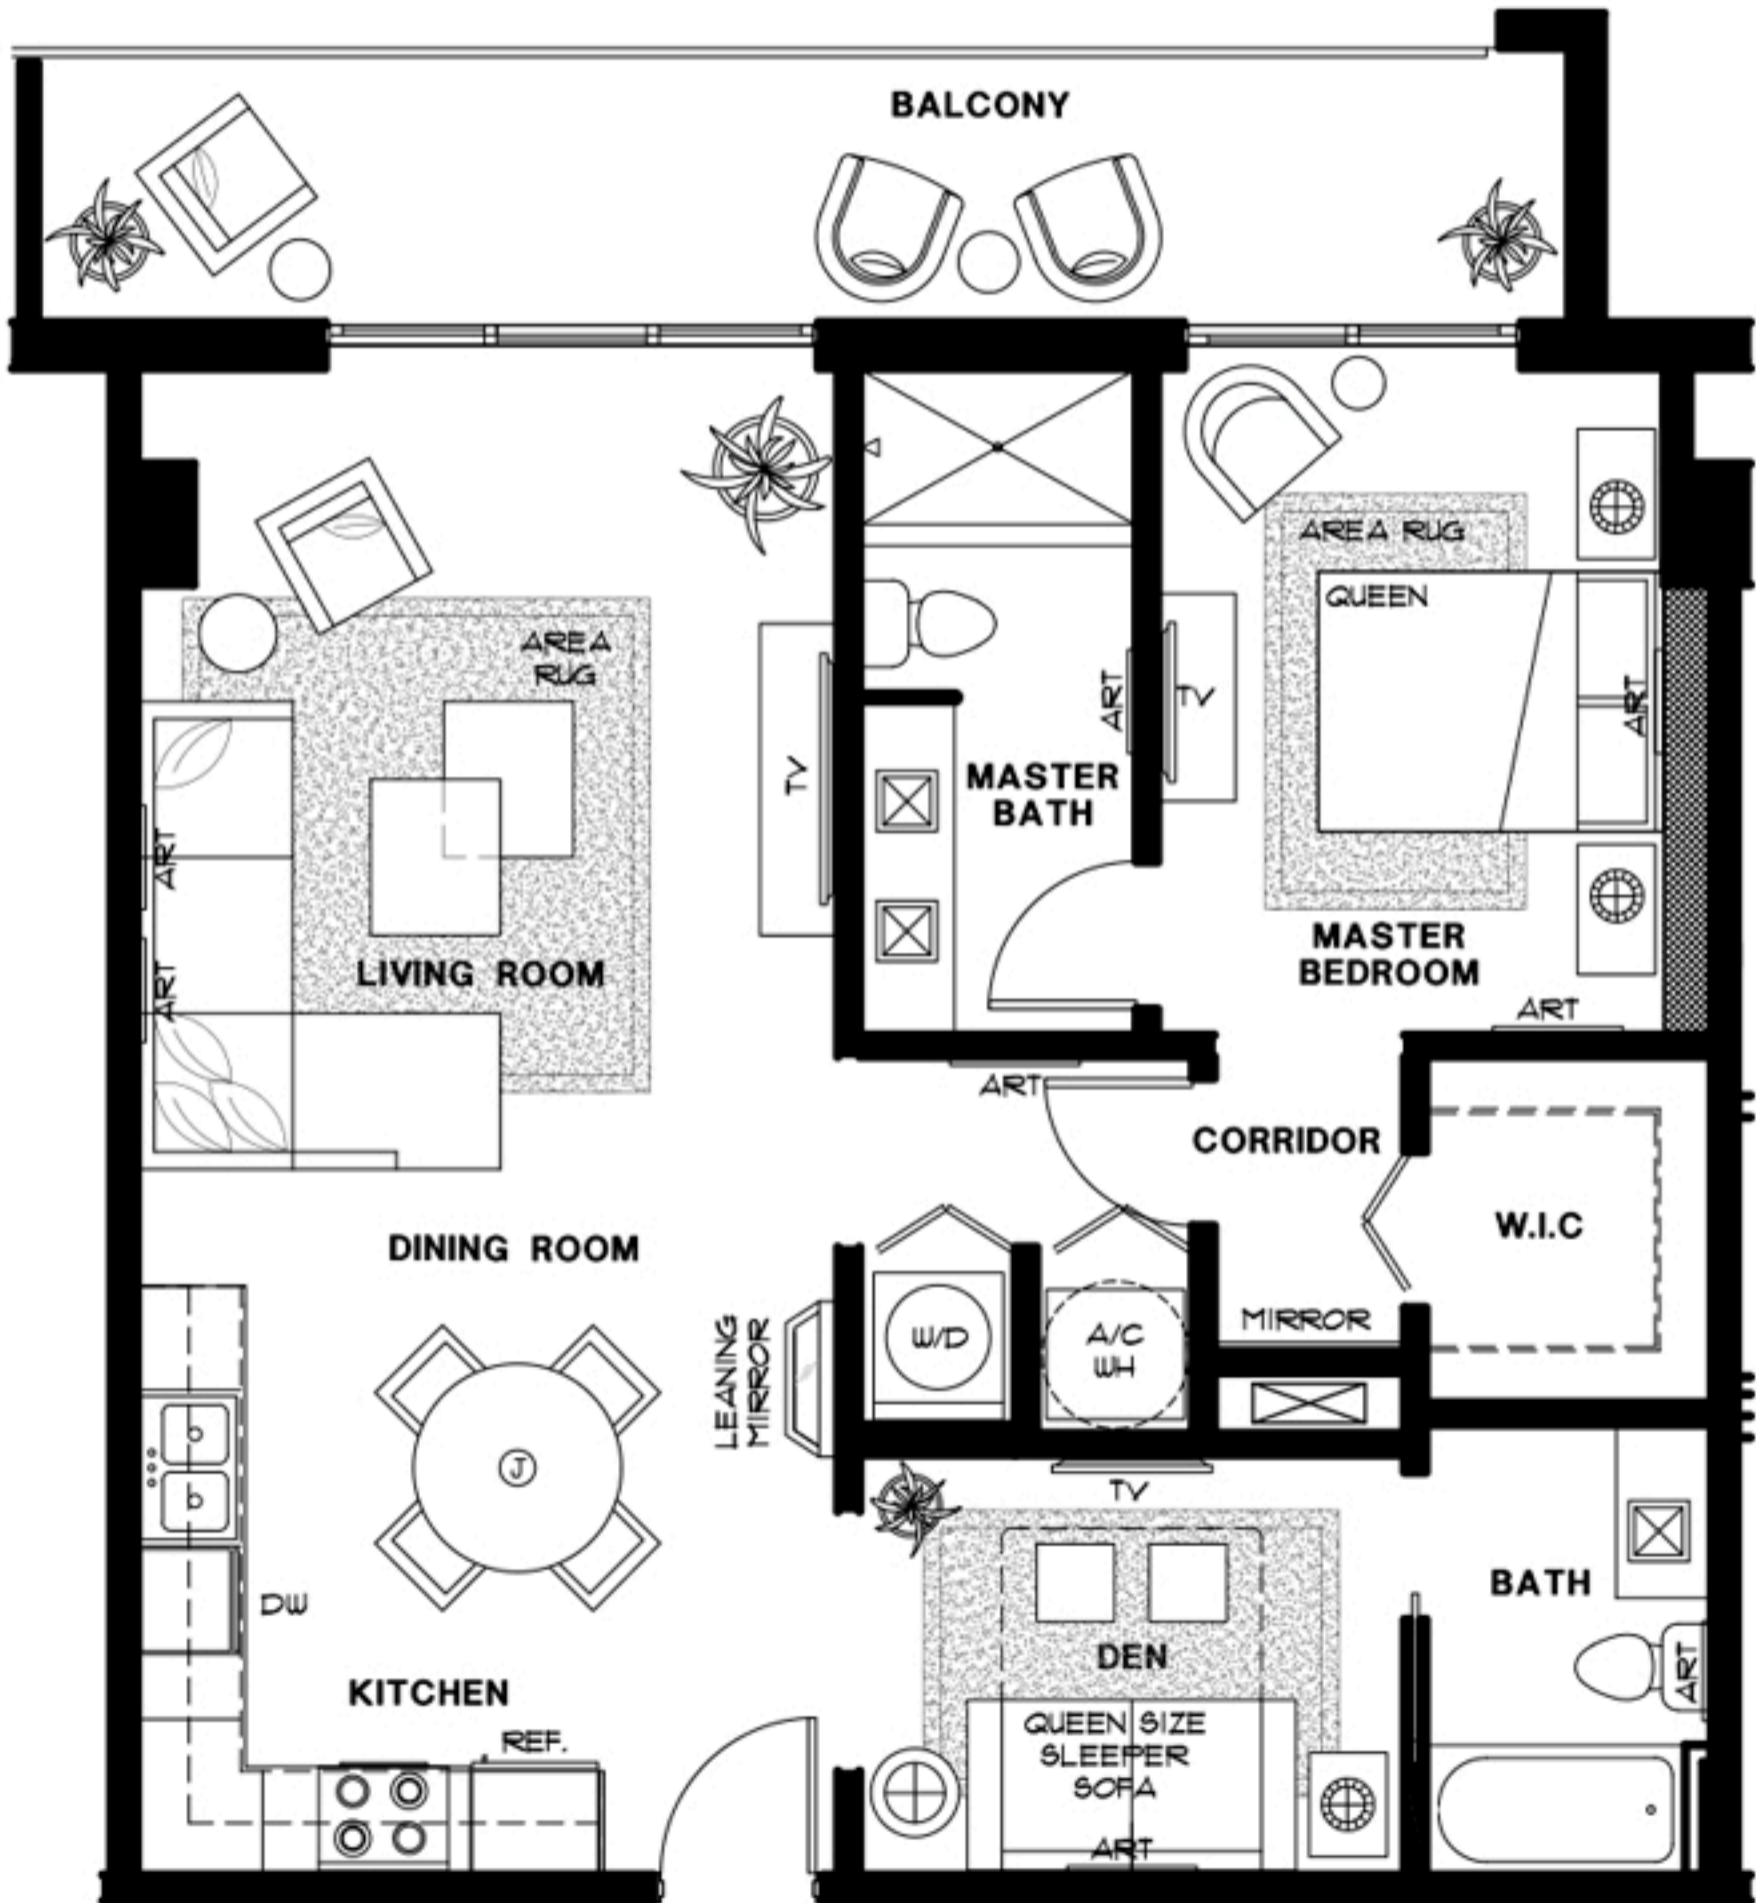 BALCONY
AREA RUG
QUEEN
AREA
RUG
ART
TV
ART
TV
MASTER
BATH
ART
ART
LIVING ROOM
MASTER
BEDROOM
ART
ART
CORRIDOR
W.I.C
DINING ROOM
MIRROR
W/D
A/C
WH
LEANING
MIRROR
J
TV
BATH
DW
DEN
ART
KITCHEN
REF.
QUEEN SIZE
SLEEPER
SOFA
ART